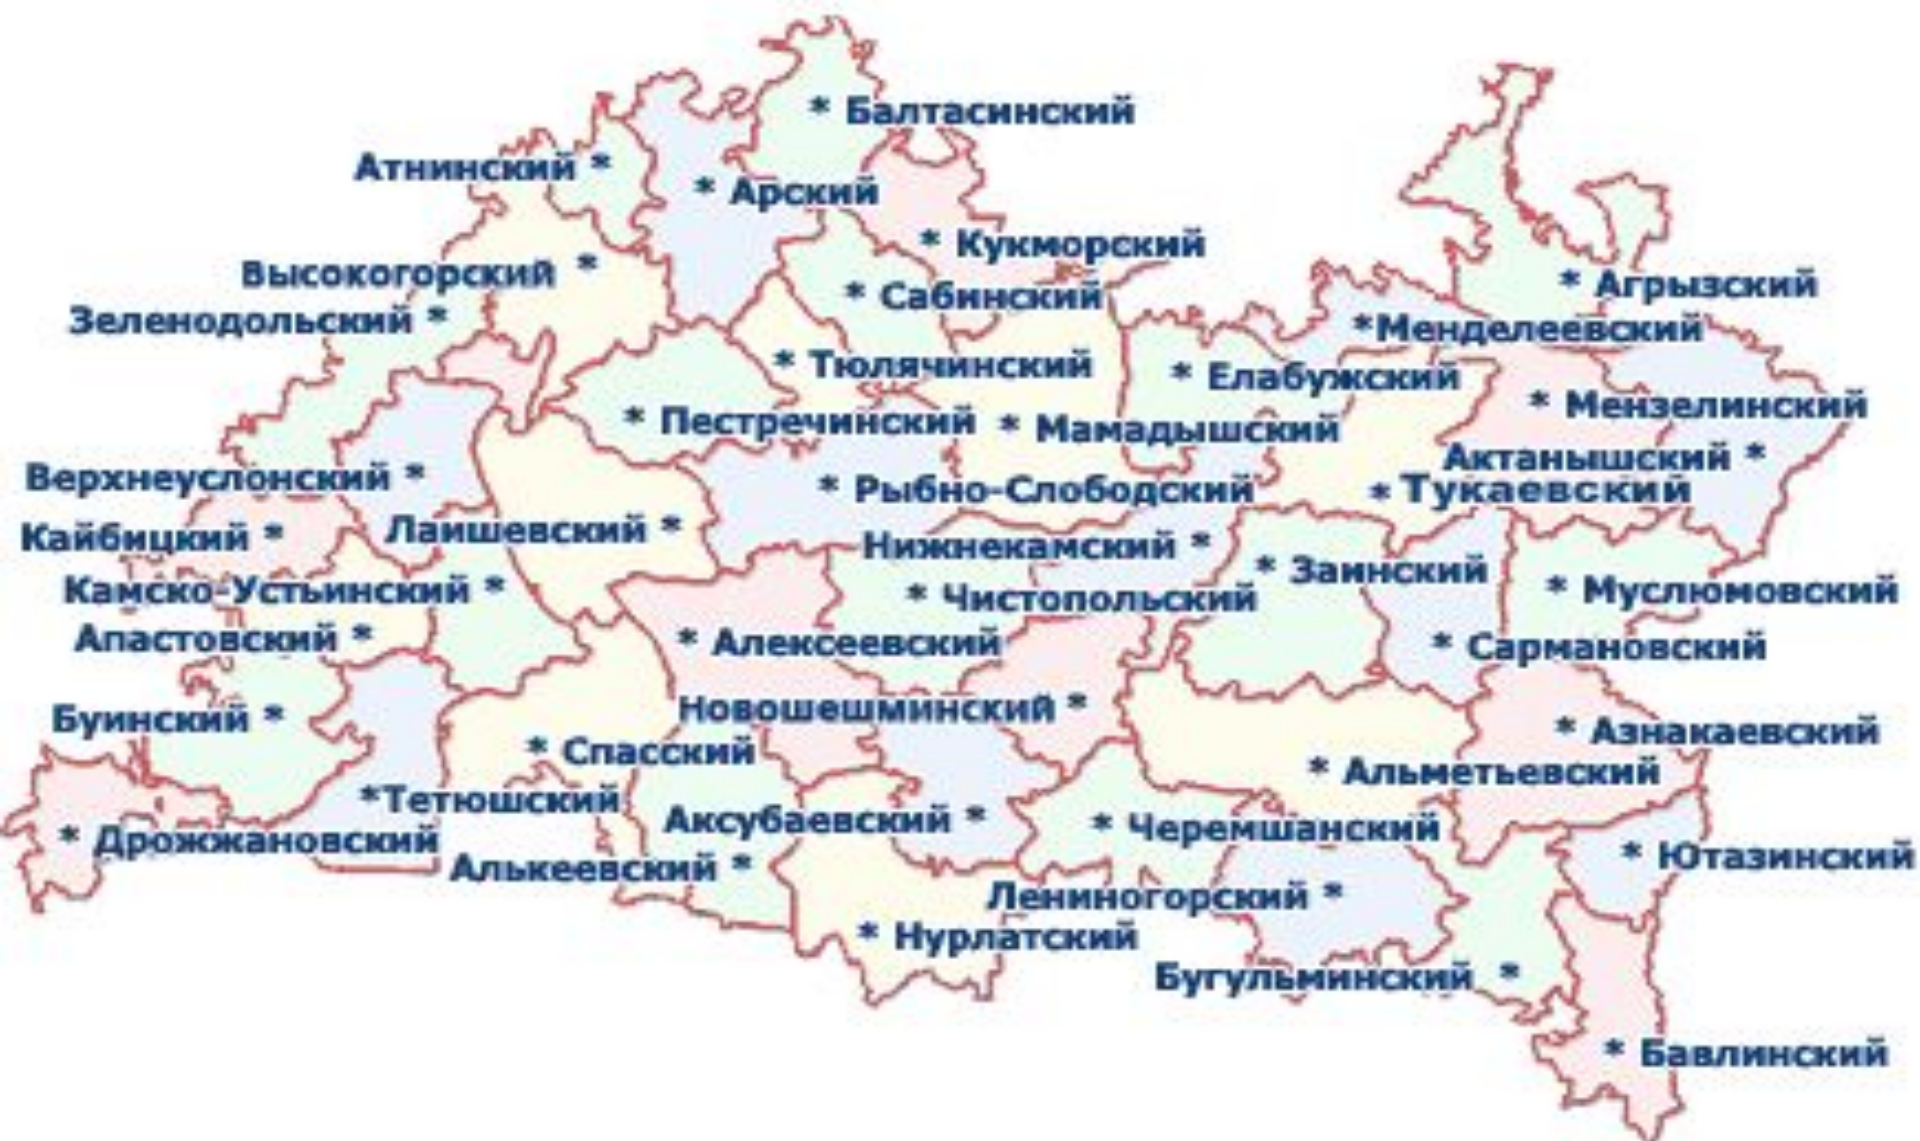 * Балтасинский
Атнинский *
* Арский
* Кукморский
Высокогорский *
* Агрызский
* Сабинский
Зеленодольский *
*Менделеевский
* Тюлячинский
* Елабужский
* Мензелинский
* Пестречинский
* Мамадышский
Актанышский *
Верхнеуслонский *
* Рыбно-Слободский
* Тукаевский
Лаишевский *
Кайбицкий *
Нижнекамский *
* Заинский
Камско-Устьинский *
* Чистопольский
* Муслюмовский
Апастовский *
* Алексеевский
* Сармановский
Новошешминский *
Буинский *
* Азнакаевский
* Спасский
* Альметьевский
*Тетюшский
Аксубаевский *
* Черемшанский
* Дрожжановский
* Ютазинский
Алькеевский *
Лениногорский *
* Нурлатский
Бугульминский *
* Бавлинский